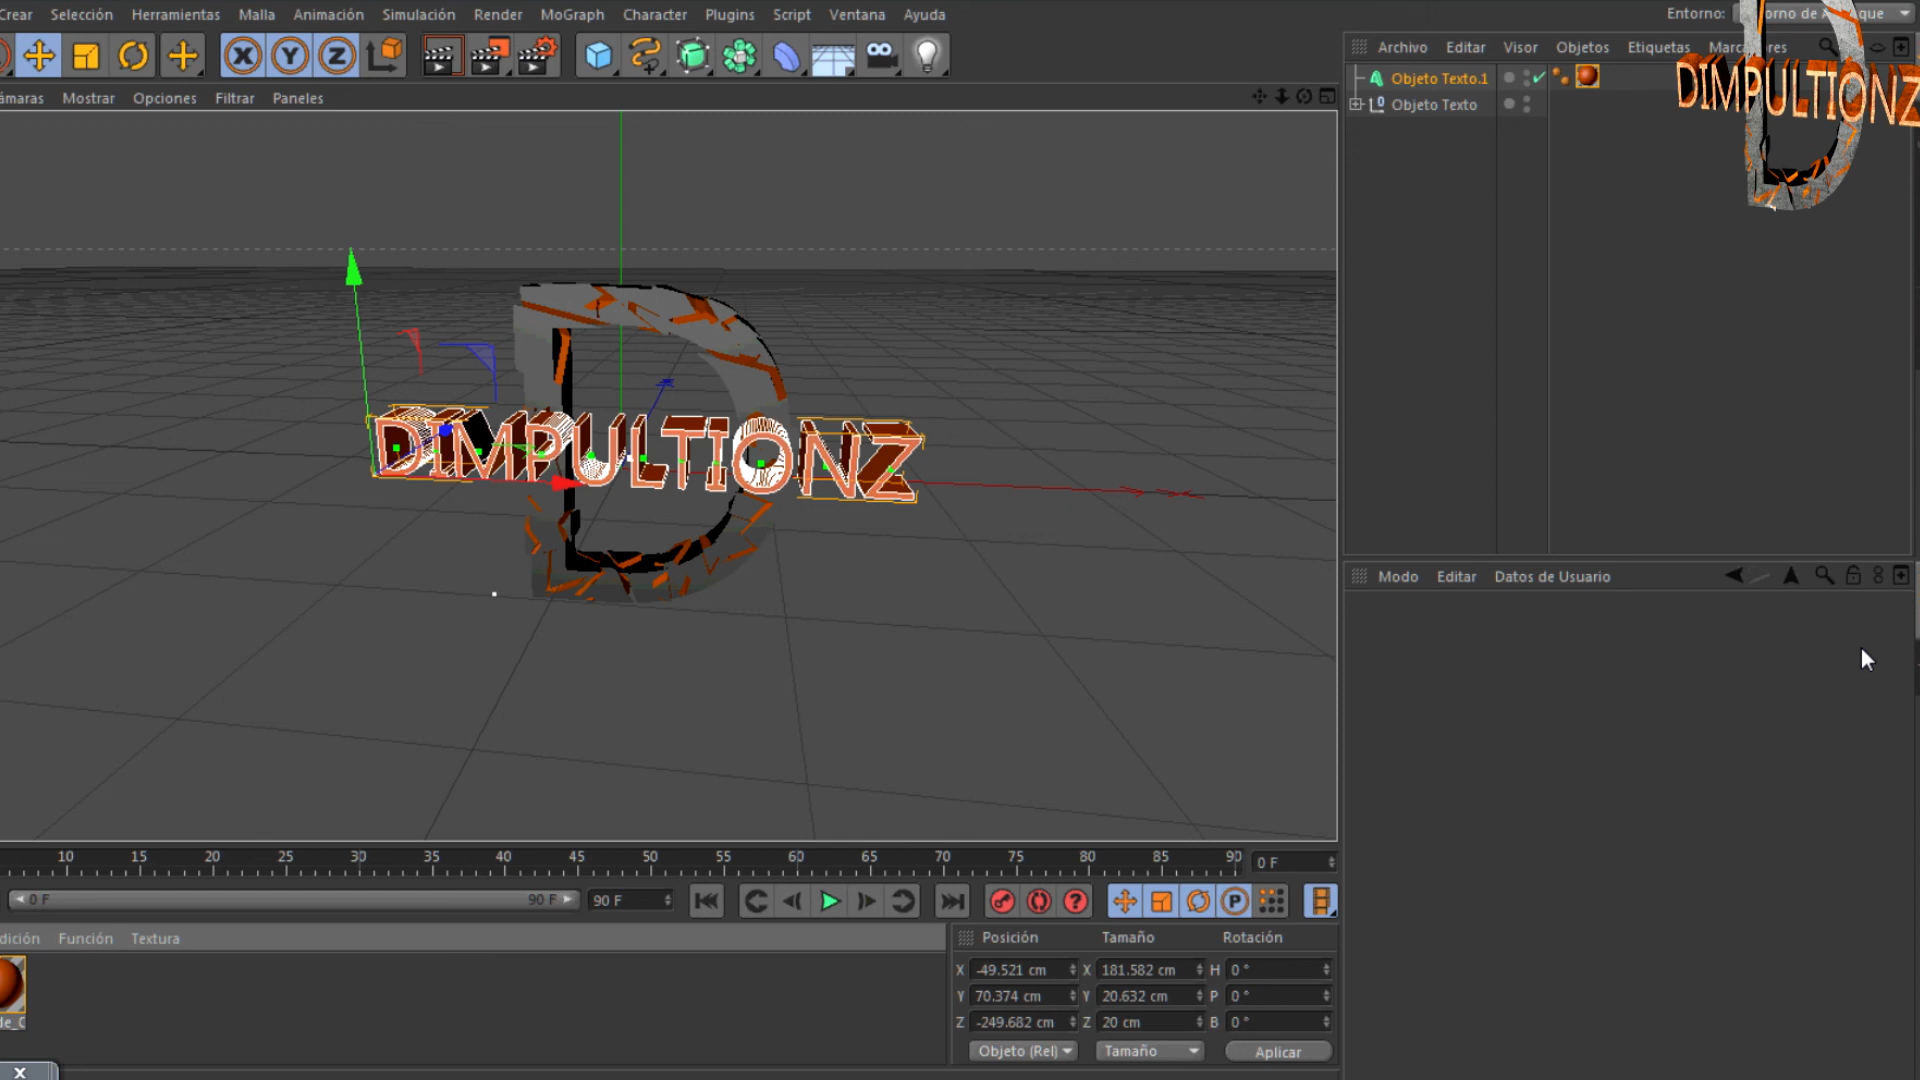 Crear Selección Herramientas Malla Animación Simulación Render MoGraph Character Plugins Script Ventana Ayuda
Entorno:
X Y Z
Archivo Editar Visor Objetos Etiquetas
Mostrar Opciones Filtrar Paneles
Objeto Texto.1
Objeto Texto
DIMPULTIONZ
D
DIMPULTIONZ
D
Modo Editar Datos de Usuario
10 15 20 25 30 35 40 45 50 55 60 65 70 75 80 85 90 0 F
0 F 90 F 90 F ? P
Función Textura
Posición Tamaño Rotación
X -49.521 cm X 181.582 cm H 0 °
Y 70.374 cm Y 20.632 cm P 0 °
Z -249.682 cm Z 20 cm B 0 °
Objeto (Rel) Tamaño Aplicar
X